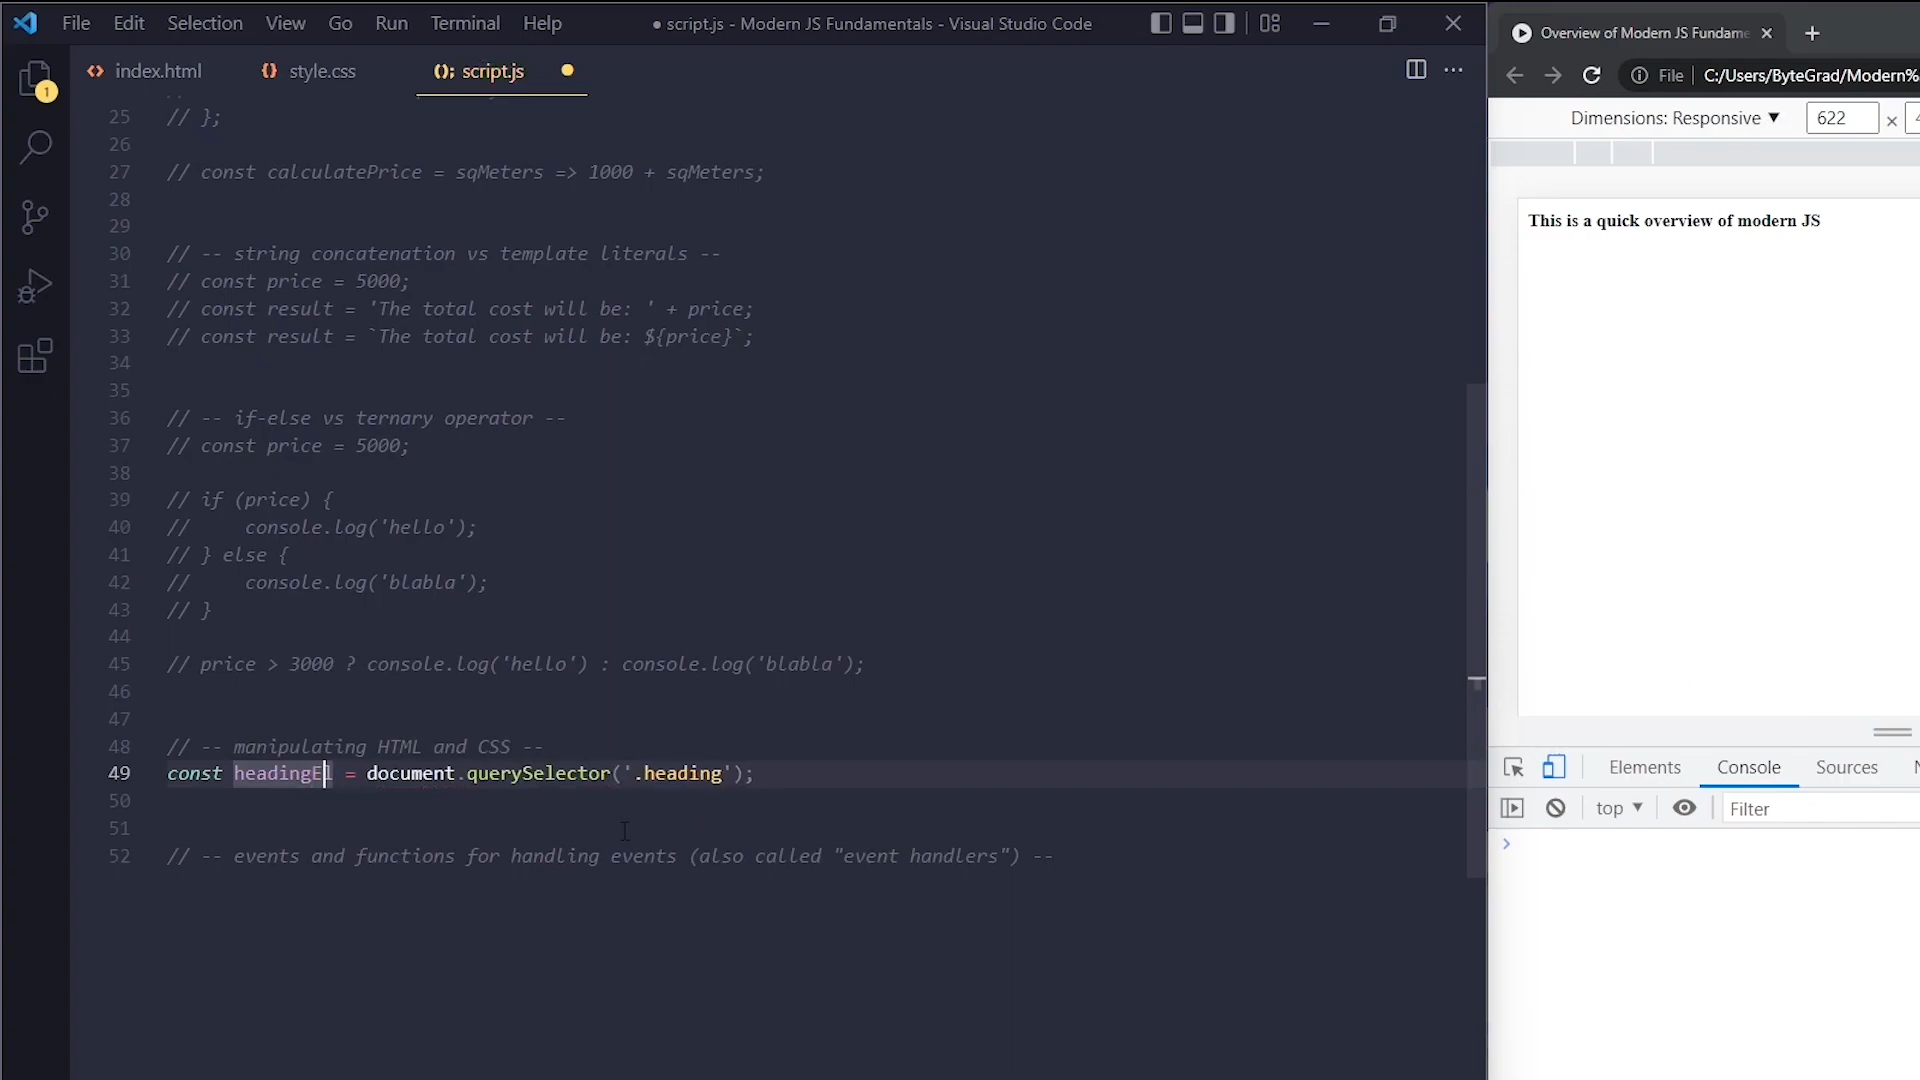 File Edit Selection View Go Run Terminal Help
● script.js - Modern JS Fundamentals - Visual Studio Code
index.html style.css script.js
1
25 // };
26
27 // const calculatePrice = sqMeters => 1000 + sqMeters;
28
29
30 // -- string concatenation vs template literals --
31 // const price = 5000;
32 // const result = 'The total cost will be: ' + price;
33 // const result = `The total cost will be: ${price}`;
34
35
36 // -- if-else vs ternary operator --
37 // const price = 5000;
38
39 // if (price) {
40 //     console.log('hello');
41 // } else {
42 //     console.log('blabla');
43 // }
44
45 // price > 3000 ? console.log('hello') : console.log('blabla');
46
47
48 // -- manipulating HTML and CSS --
49 const headingEl = document.querySelector('.heading');
50
51
52 // -- events and functions for handling events (also called "event handlers") --
Overview of Modern JS Fundame
File C:/Users/ByteGrad/Modern%
Dimensions: Responsive ▼ 622 ×
This is a quick overview of modern JS
Elements Console Sources
top ▼ Filter